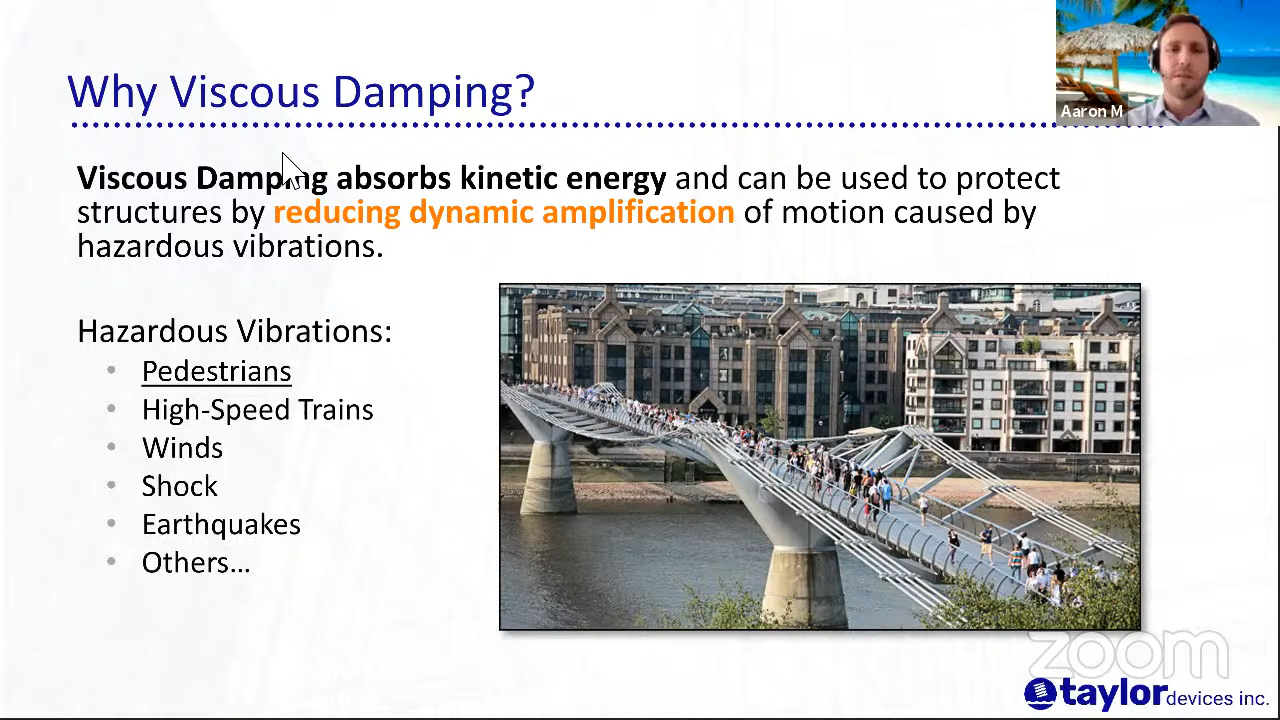 Why Viscous Damping?
Aaron M
Viscous Damping absorbs kinetic energy and can be used to protect
structures by reducing dynamic amplification of motion caused by
hazardous vibrations.
Hazardous Vibrations:
• Pedestrians
• High-Speed Trains
• Winds
• Shock
• Earthquakes
• Others…
zoom
taylor devices inc.